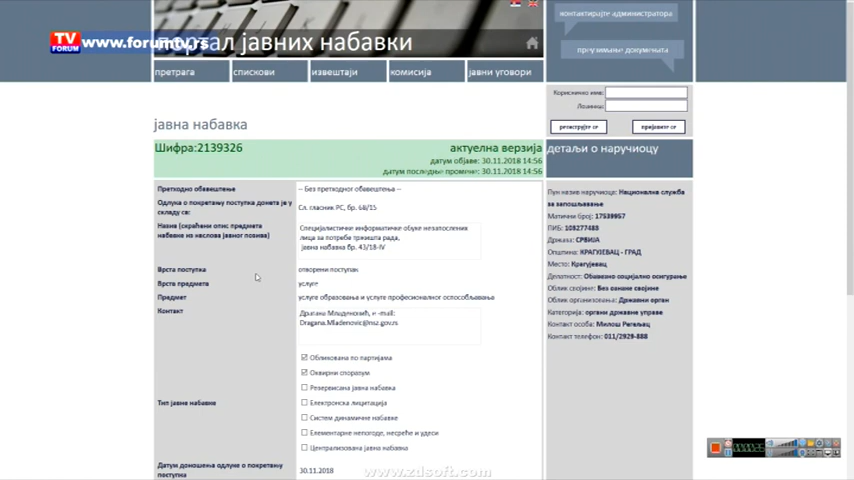 контактирајте администратора
TV FORUM www.forumtv.rs
портал јавних набавки
преузимање докумената
претрага
спискови
извештаји
комисија
јавни уговори
Корисничко име:
Лозинка:
региструјте се
пријавите се
јавна набавка
Шифра:2139326
актуелна верзија
датум објаве: 30.11.2018 14:56
датум последње промене: 30.11.2018 14:56
детаљи о наручиоцу
Претходно обавештење
-- Без претходног обавештења --
Одлука о покретању поступка донета је у
складу са:
Сл. гласник РС, бр. 68/15
Назив (скраћени опис предмета
набавке из наслова јавног позива)
Специјалистичке информатичке обуке незапослених
лица за потребе тржишта рада,
јавна набавка бр. 43/18-IV
Врста поступка
отворени поступак
Врста предмета
услуге
Предмет
услуге образовања и услуге професионалног оспособљавања
Контакт
Драгана Младеновић, e-mail:
Dragana.Mladenovic@nsz.gov.rs
Обликована по партијама
Оквирни споразум
Резервисана јавна набавка
Тип јавне набавке
Електронска лицитација
Систем динамичне набавке
Елементарне непогоде, несреће и удеси
Централизована јавна набавка
Датум доношења одлуке о покретању
поступка
30.11.2018
Пун назив наручиоца: Национална служба
за запошљавање
Матични број: 17539957
ПИБ: 103277488
Држава: СРБИЈА
Општина: КРАГУЈЕВАЦ - ГРАД
Место: Крагујевац
Делатност: Обавезно социјално осигурање
Облик својине: Без ознаке својине
Облик организовања: Државни орган
Категорија: органи државне управе
Контакт особа: Милош
Контакт телефон: 011/2929-888
www.zdsoft.com